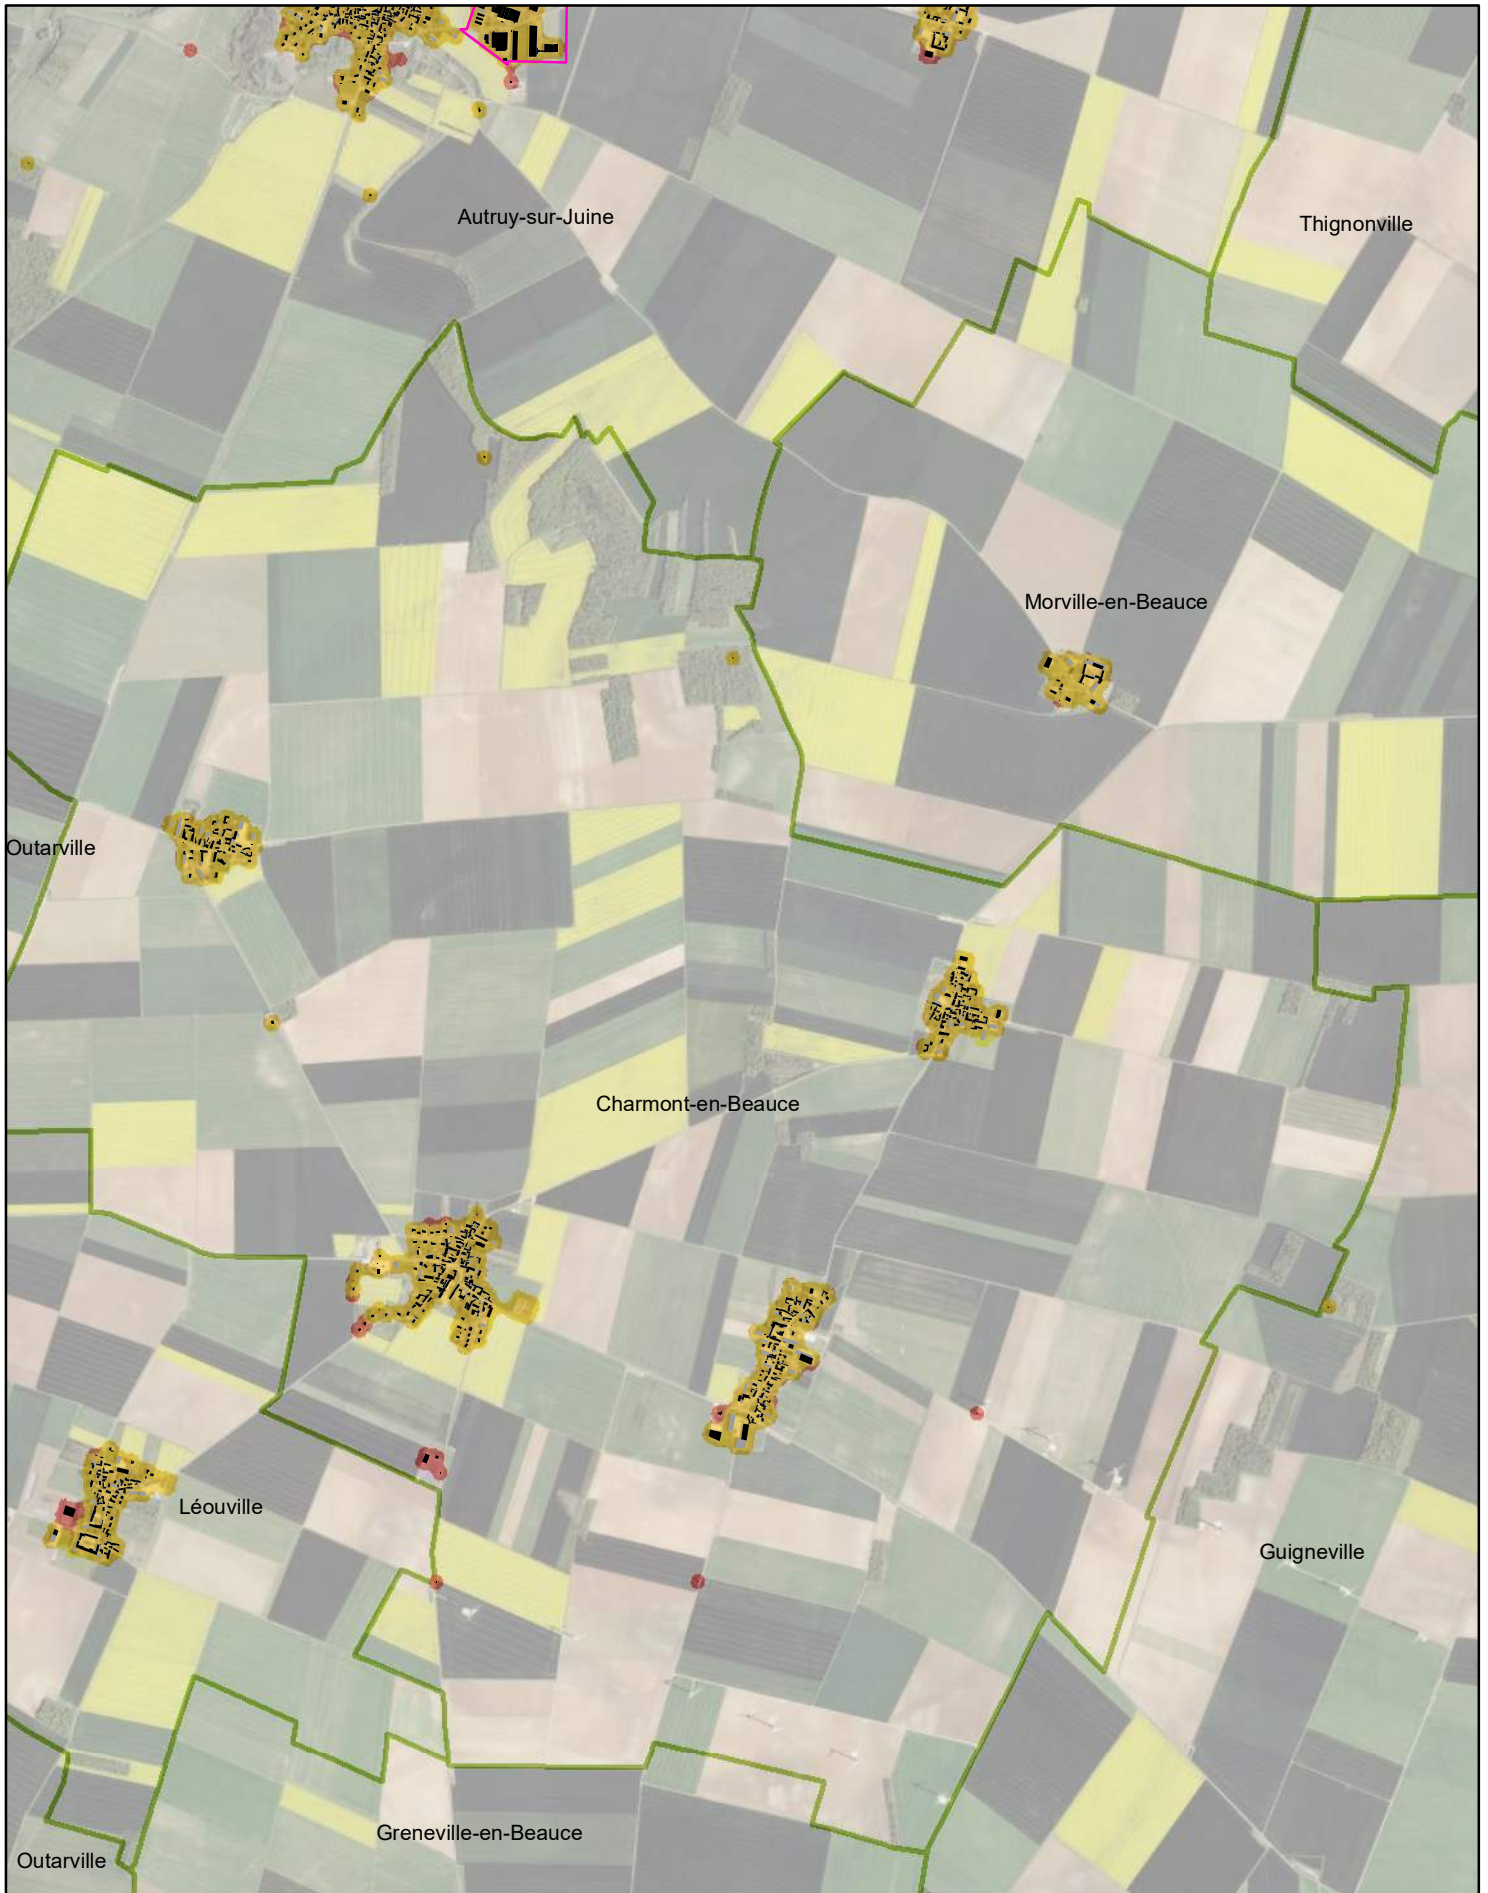 Autruy-sur-Juine
Thignonville
Morville-en-Beauce
Outarville
Charmont-en-Beauce
Léouville
Guigneville
Greneville-en-Beauce
Outarville